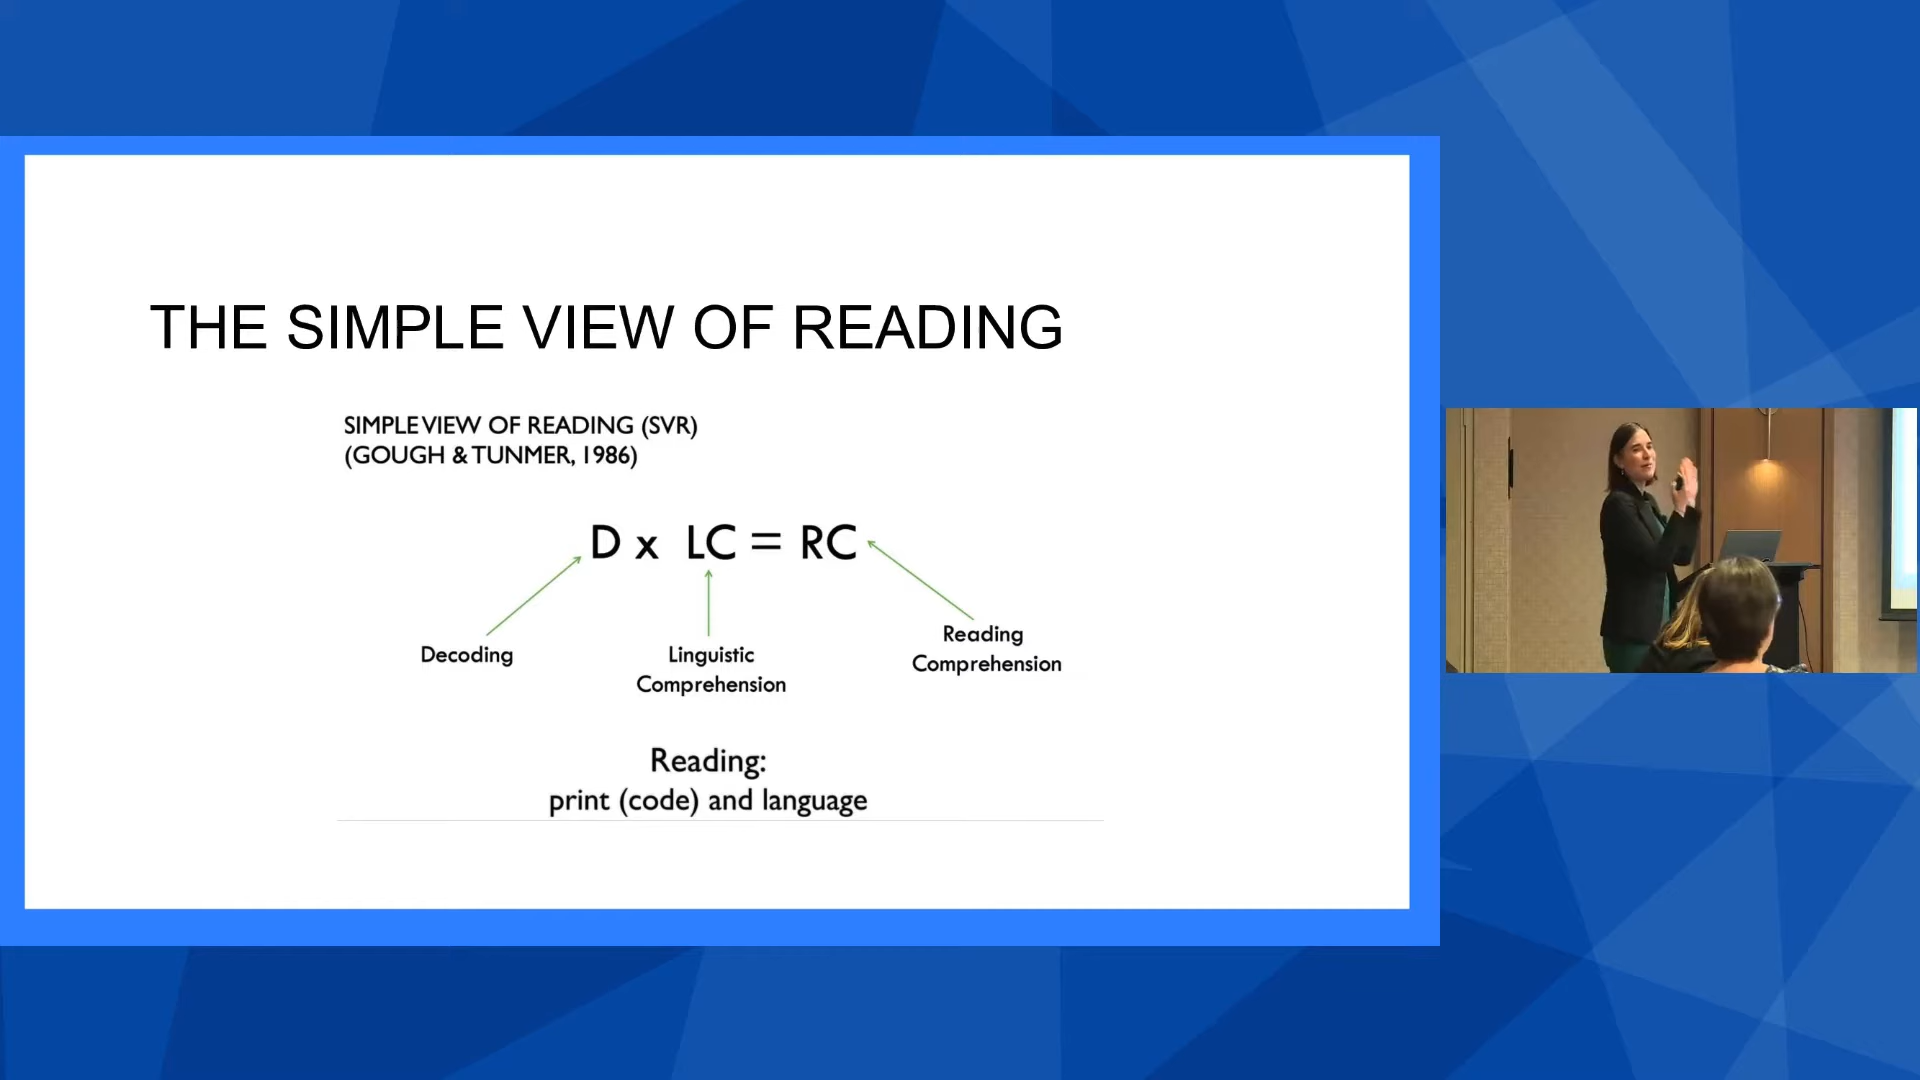 THE SIMPLE VIEW OF READING
SIMPLE VIEW OF READING (SVR)
(GOUGH & TUNMER, 1986)
D x LC = RC
Decoding
Linguistic
Comprehension
Reading
Comprehension
Reading:
print (code) and language